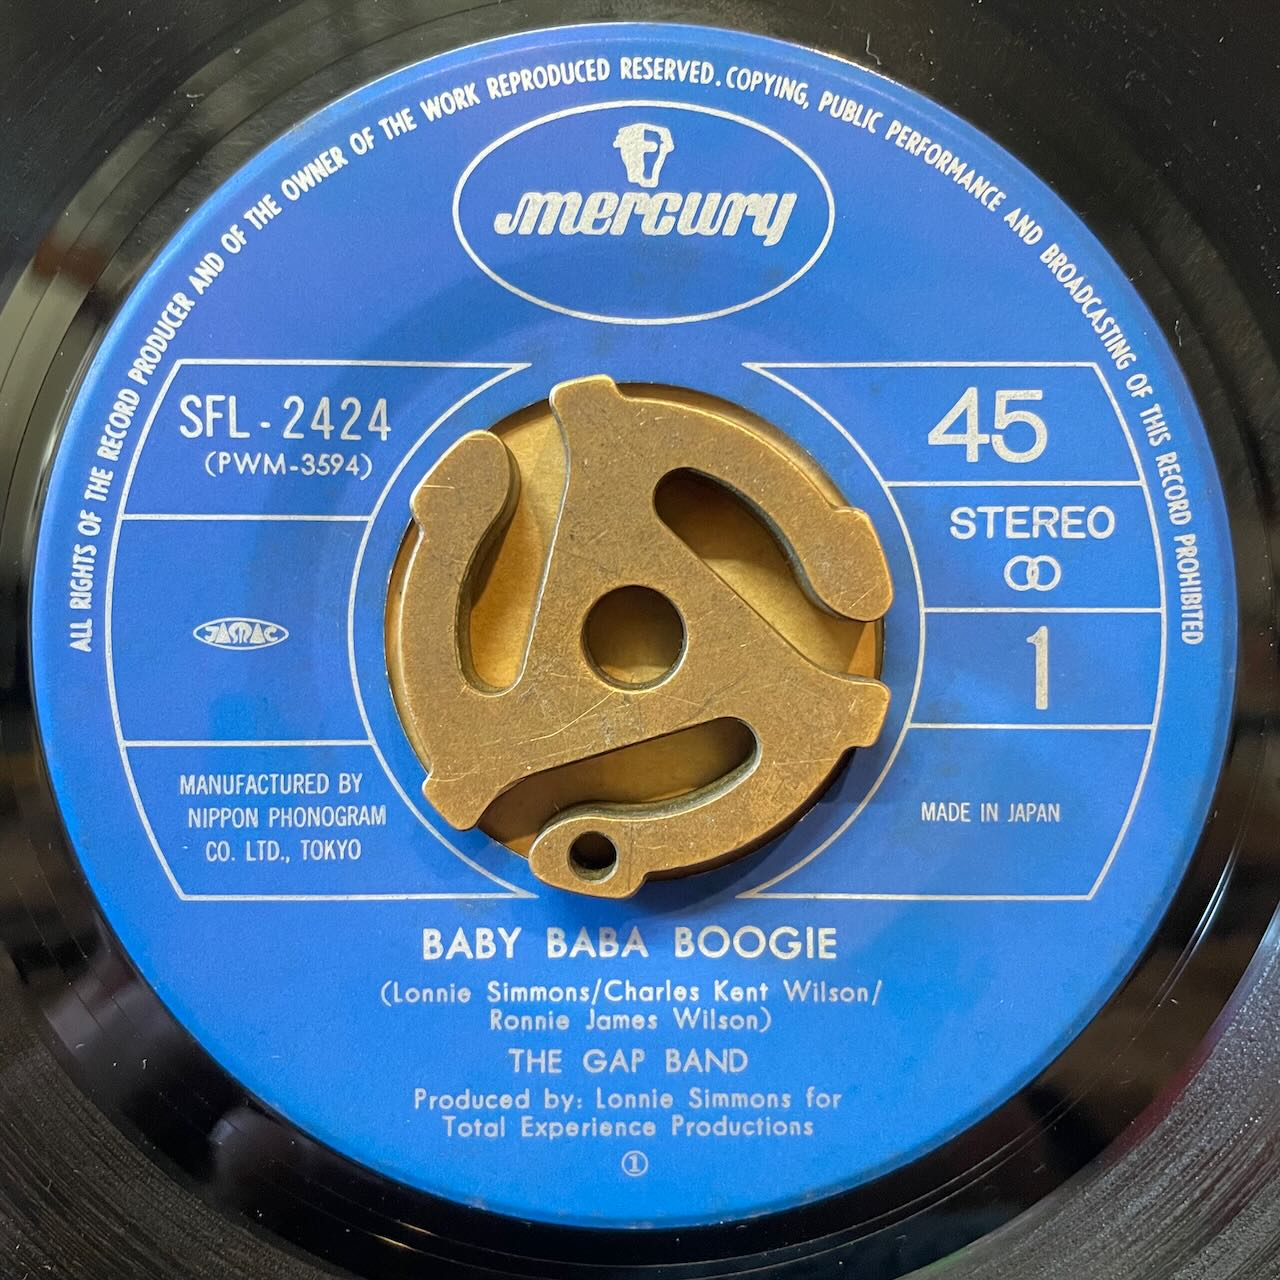 ALL RIGHTS OF THE RECORD PRODUCER AND OF THE OWNER OF THE WORK REPRODUCED RESERVED. COPYING, PUBLIC PERFORMANCE AND BROADCASTING OF THIS RECORD PROHIBITED
mercury
SFL-2424
(PWM-3594)
45
STEREO
1
JASRAC
MANUFACTURED BY
NIPPON PHONOGRAM
CO. LTD., TOKYO
MADE IN JAPAN
BABY BABA BOOGIE
(Lonnie Simmons/Charles Kent Wilson/
Ronnie James Wilson)
THE GAP BAND
Produced by: Lonnie Simmons for
Total Experience Productions
①